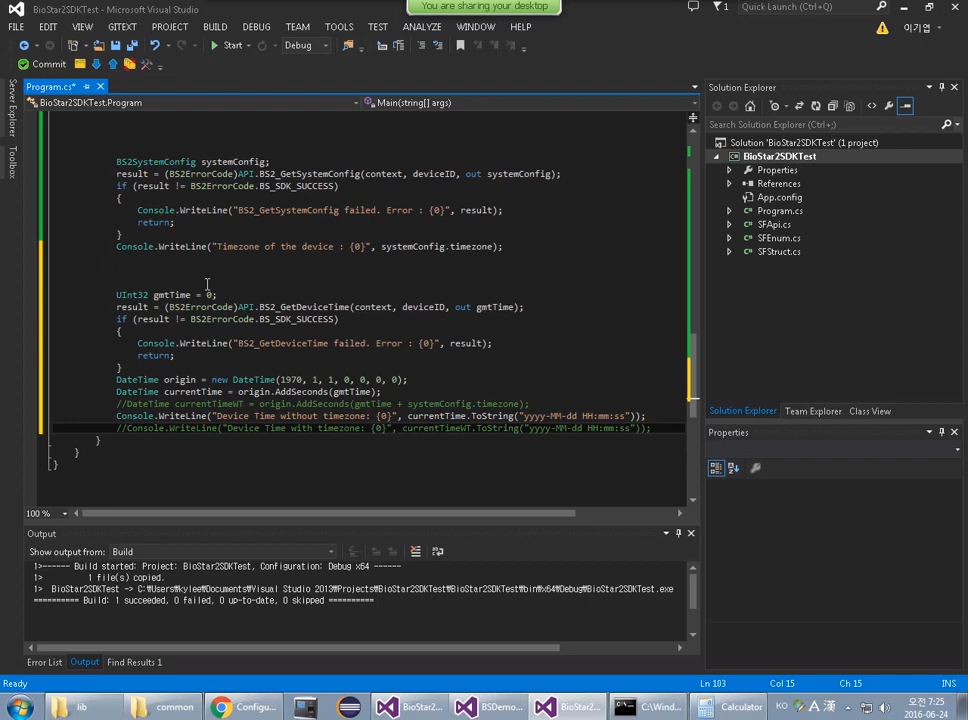 You are sharing your desktop
BioStar2SDKTest - Microsoft Visual Studio
1
Quick Launch (Ctrl+Q)
FILE EDIT VIEW GITEXT PROJECT BUILD DEBUG TEAM TOOLS TEST ANALYZE WINDOW HELP
이기엽
Start Debug
Commit
Server Explorer
Toolbox
Program.cs*
BioStar2SDKTest.Program
Main(string[] args)
BS2SystemConfig systemConfig;
result = (BS2ErrorCode)API.BS2_GetSystemConfig(context, deviceID, out systemConfig);
if (result != BS2ErrorCode.BS_SDK_SUCCESS)
{
Console.WriteLine("BS2_GetSystemConfig failed. Error : {0}", result);
return;
}
Console.WriteLine("Timezone of the device : {0}", systemConfig.timezone);
UInt32 gmtTime = 0;
result = (BS2ErrorCode)API.BS2_GetDeviceTime(context, deviceID, out gmtTime);
if (result != BS2ErrorCode.BS_SDK_SUCCESS)
{
Console.WriteLine("BS2_GetDeviceTime failed. Error : {0}", result);
return;
}
DateTime origin = new DateTime(1970, 1, 1, 0, 0, 0, 0);
DateTime currentTime = origin.AddSeconds(gmtTime);
//DateTime currentTimeWT = origin.AddSeconds(gmtTime + systemConfig.timezone);
Console.WriteLine("Device Time without timezone: {0}", currentTime.ToString("yyyy-MM-dd HH:mm:ss"));
//Console.WriteLine("Device Time with timezone: {0}", currentTimeWT.ToString("yyyy-MM-dd HH:mm:ss"));
}
}
}
100 %
Solution Explorer
Search Solution Explorer (Ctrl+;)
Solution 'BioStar2SDKTest' (1 project)
BioStar2SDKTest
Properties
References
App.config
Program.cs
SFApi.cs
SFEnum.cs
SFStruct.cs
Solution Explorer Team Explorer Class View
Properties
Output
Show output from: Build
1>------ Build started: Project: BioStar2SDKTest, Configuration: Debug x64 ------
1> 1 file(s) copied.
1> BioStar2SDKTest -> C:₩Users₩kylee₩Documents₩Visual Studio 2013₩Projects₩BioStar2SDKTest₩BioStar2SDKTest₩bin₩x64₩Debug₩BioStar2SDKTest.exe
========== Build: 1 succeeded, 0 failed, 0 up-to-date, 0 skipped ==========
Error List Output Find Results 1
Ready
Ln 103 Col 15 Ch 15 INS
lib
common
Configu...
BioStar2...
BSDemo...
BioStar2...
C:\Wind...
Calculator
KO A 漢
오전 7:25
2016-06-24